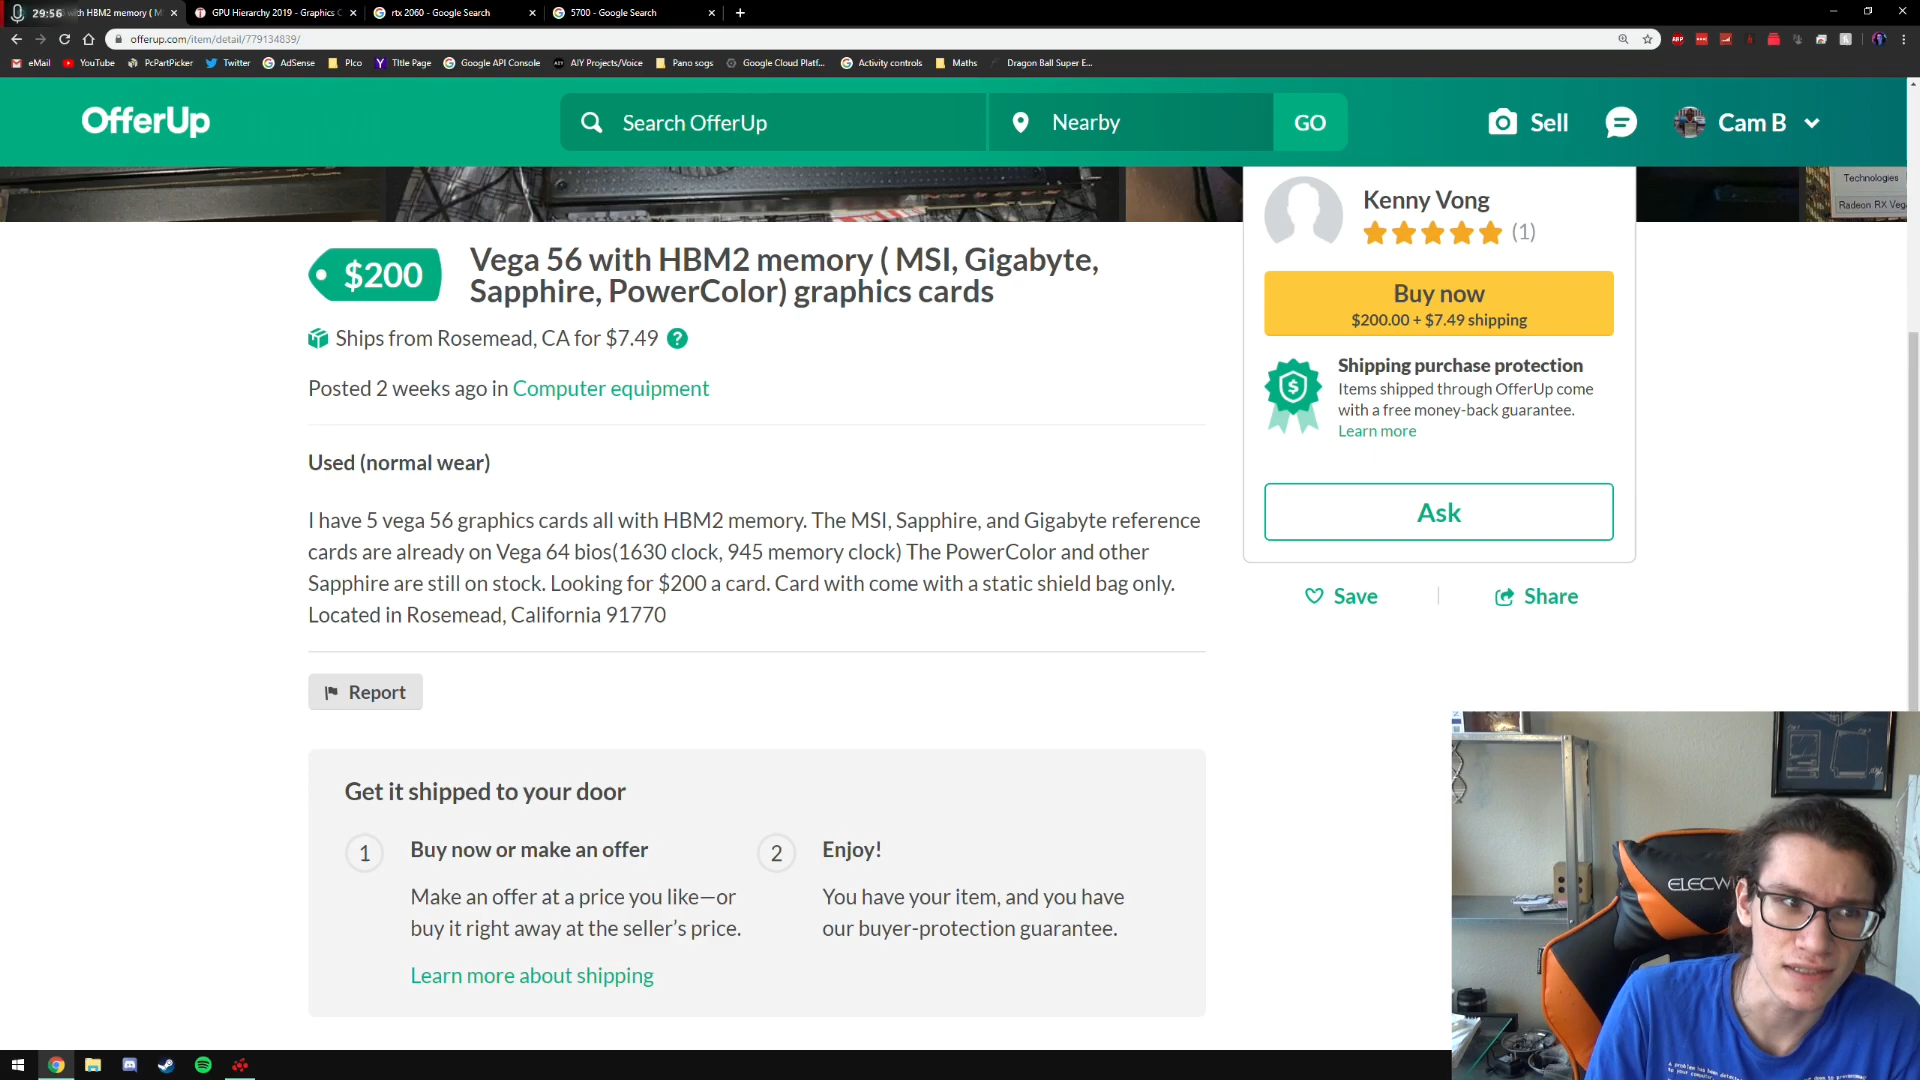 29:56 with HBM2 memory ( M
GPU Hierarchy 2019 - Graphics C
rtx 2060 - Google Search
5700 - Google Search
offerup.com/item/detail/779134839/
eMail
YouTube
PcPartPicker
Twitter
AdSense
Pico
Title Page
Google API Console
AIY Projects/Voice
Pano sogs
Google Cloud Platf...
Activity controls
Maths
Dragon Ball Super E...
OfferUp
Search OfferUp
Nearby
GO
Sell
Cam B
Technologies
Radeon RX Veg
$200
Vega 56 with HBM2 memory ( MSI, Gigabyte,
Sapphire, PowerColor) graphics cards
Ships from Rosemead, CA for $7.49 ?
Posted 2 weeks ago in Computer equipment
Used (normal wear)
I have 5 vega 56 graphics cards all with HBM2 memory. The MSI, Sapphire, and Gigabyte reference
cards are already on Vega 64 bios(1630 clock, 945 memory clock) The PowerColor and other
Sapphire are still on stock. Looking for $200 a card. Card with come with a static shield bag only.
Located in Rosemead, California 91770
Report
Get it shipped to your door
1
Buy now or make an offer
Make an offer at a price you like—or
buy it right away at the seller's price.
Learn more about shipping
2
Enjoy!
You have your item, and you have
our buyer-protection guarantee.
Kenny Vong
(1)
Buy now
$200.00 + $7.49 shipping
Shipping purchase protection
Items shipped through OfferUp come
with a free money-back guarantee.
Learn more
Ask
Save
Share
ELECW